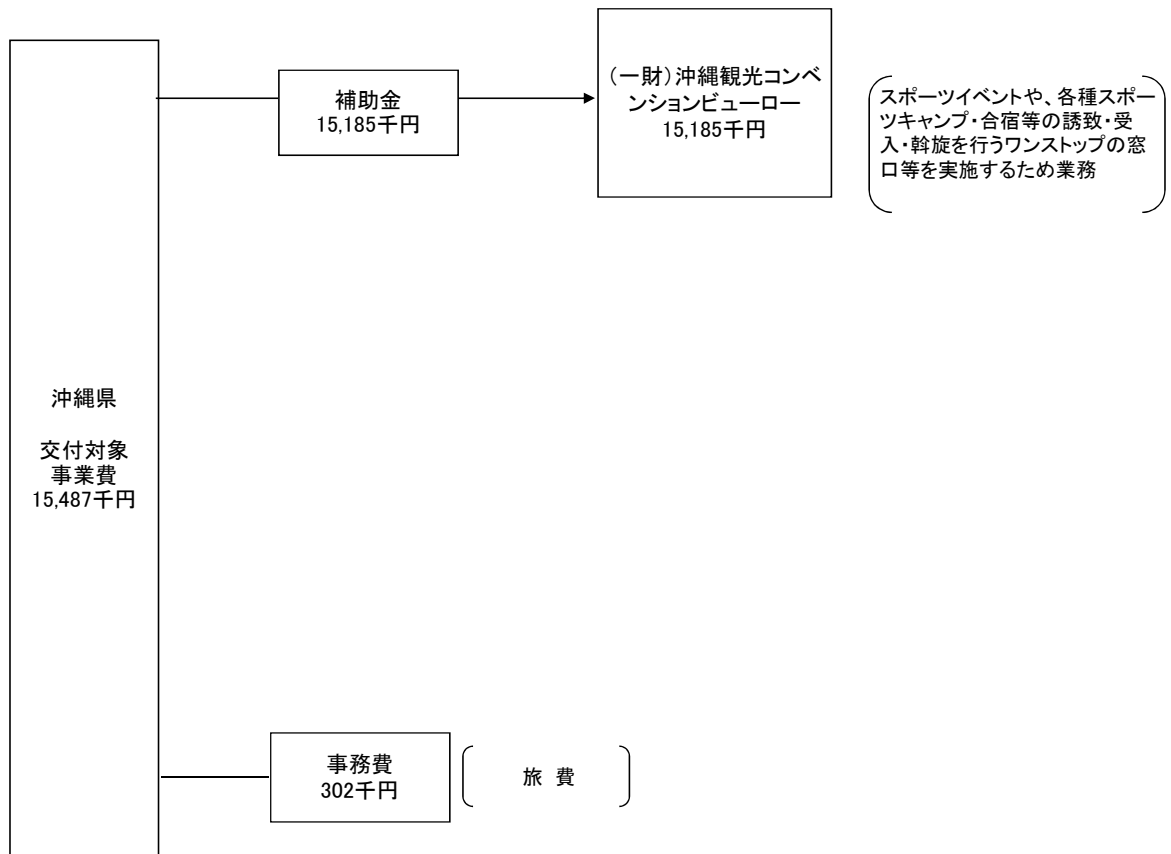 沖縄県
交付対象
事業費
15,487千円
補助金
15,185千円
(一財)沖縄観光コンベ
ンションビューロー
15,185千円
スポーツイベントや、各種スポー
ツキャンプ・合宿等の誘致・受
入・斡旋を行うワンストップの窓
口等を実施するため業務
事務費
302千円
旅 費